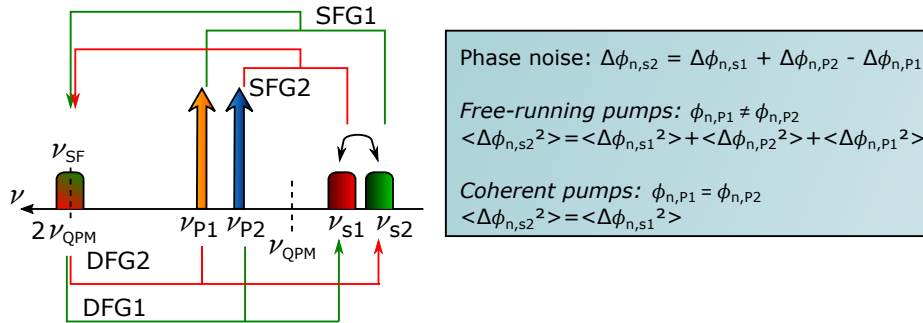 SFG1
SFG2
ν_SF
ν
2ν_QPM
ν_P1
ν_P2
ν_QPM
ν_s1
ν_s2
DFG2
DFG1
Phase noise: Δϕ_n,s2 = Δϕ_n,s1 + Δϕ_n,P2 - Δϕ_n,P1
Free-running pumps: ϕ_n,P1 ≠ ϕ_n,P2
<Δϕ_n,s2²>=<Δϕ_n,s1²>+<Δϕ_n,P2²>+<Δϕ_n,P1²>
Coherent pumps: ϕ_n,P1 = ϕ_n,P2
<Δϕ_n,s2²>=<Δϕ_n,s1²>